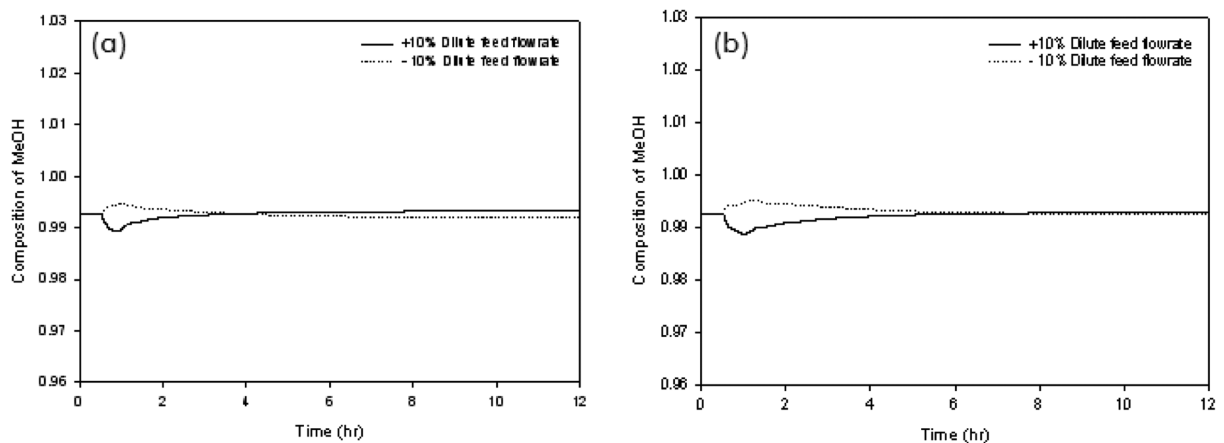 (a)
+10% Dilute feed flowrate
- 10% Dilute feed flowrate
Composition of MeOH
1.03
1.02
1.01
1.00
0.99
0.98
0.97
0.96
0 2 4 6 8 10 12
Time (hr)
(b)
+10% Dilute feed flowrate
- 10% Dilute feed flowrate
Composition of MeOH
1.03
1.02
1.01
1.00
0.99
0.98
0.97
0.96
0 2 4 6 8 10 12
Time (hr)